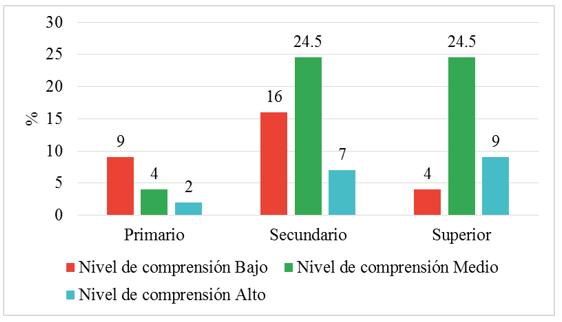 30
24.5
24.5
25
20
16
15
%
9
9
10
7
4
4
5
2
0
Primario
Secundario
Superior
Nivel de comprensión Bajo
Nivel de comprensión Medio
Nivel de comprensión Alto